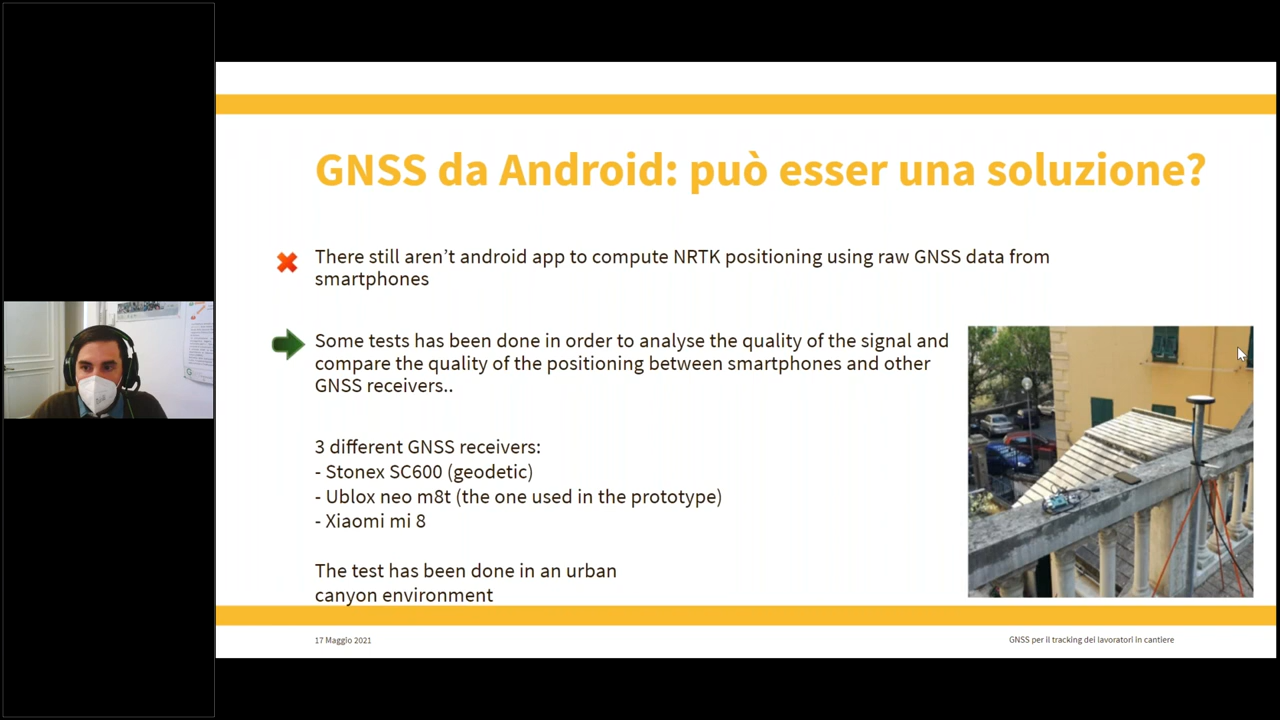 GNSS da Android: può esser una soluzione?
There still aren't android app to compute NRTK positioning using raw GNSS data from
smartphones
Some tests has been done in order to analyse the quality of the signal and
compare the quality of the positioning between smartphones and other
GNSS receivers..
3 different GNSS receivers:
- Stonex SC600 (geodetic)
- Ublox neo m8t (the one used in the prototype)
- Xiaomi mi 8
The test has been done in an urban
canyon environment
17 Maggio 2021
GNSS per il tracking dei lavoratori in cantiere